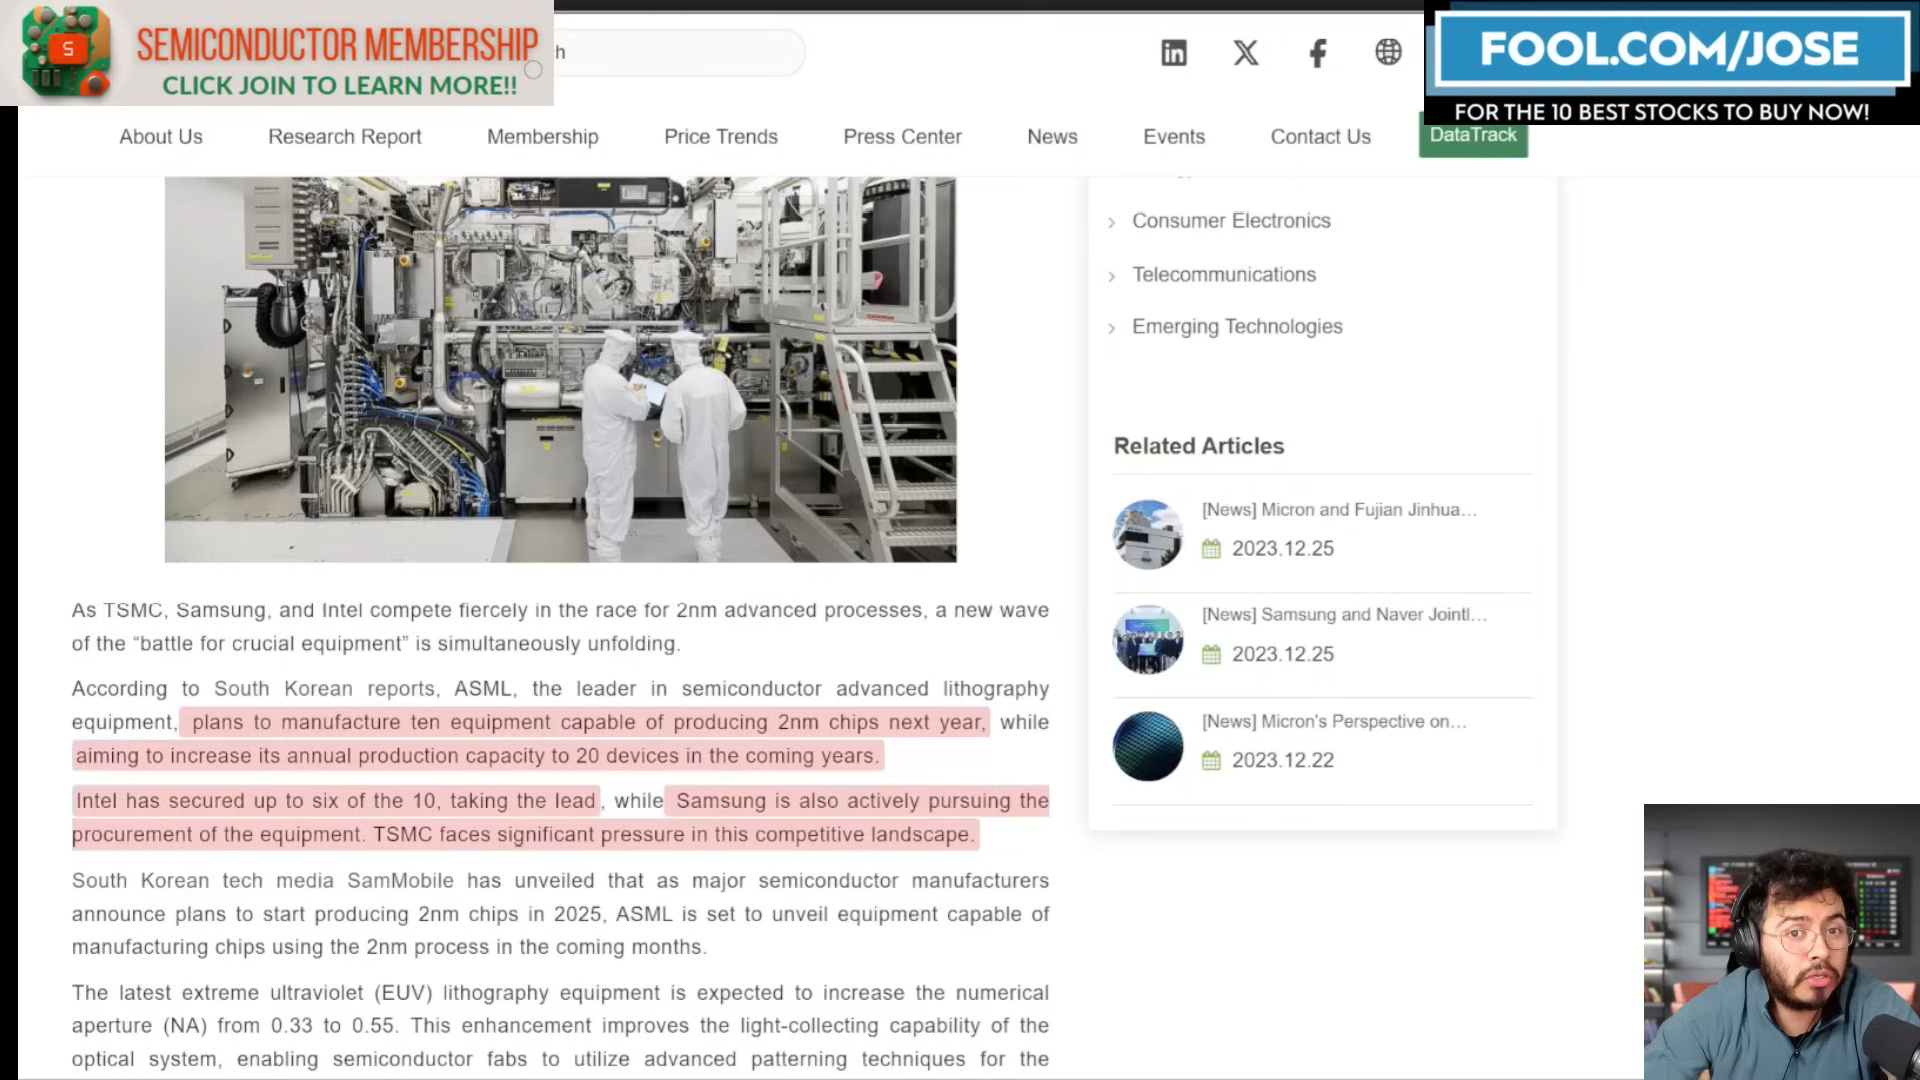 SEMICONDUCTOR MEMBERSHIP
CLICK JOIN TO LEARN MORE!!
FOOL.COM/JOSE
FOR THE 10 BEST STOCKS TO BUY NOW!
About Us
Research Report
Membership
Price Trends
Press Center
News
Events
Contact Us
DataTrack
Consumer Electronics
Telecommunications
Emerging Technologies
Related Articles
[News] Micron and Fujian Jinhua…
2023.12.25
[News] Samsung and Naver Jointl…
2023.12.25
[News] Micron's Perspective on…
2023.12.22
As TSMC, Samsung, and Intel compete fiercely in the race for 2nm advanced processes, a new wave
of the “battle for crucial equipment” is simultaneously unfolding.
According to South Korean reports, ASML, the leader in semiconductor advanced lithography
equipment, plans to manufacture ten equipment capable of producing 2nm chips next year, while
aiming to increase its annual production capacity to 20 devices in the coming years.
Intel has secured up to six of the 10, taking the lead, while Samsung is also actively pursuing the
procurement of the equipment. TSMC faces significant pressure in this competitive landscape.
South Korean tech media SamMobile has unveiled that as major semiconductor manufacturers
announce plans to start producing 2nm chips in 2025, ASML is set to unveil equipment capable of
manufacturing chips using the 2nm process in the coming months.
The latest extreme ultraviolet (EUV) lithography equipment is expected to increase the numerical
aperture (NA) from 0.33 to 0.55. This enhancement improves the light-collecting capability of the
optical system, enabling semiconductor fabs to utilize advanced patterning techniques for the